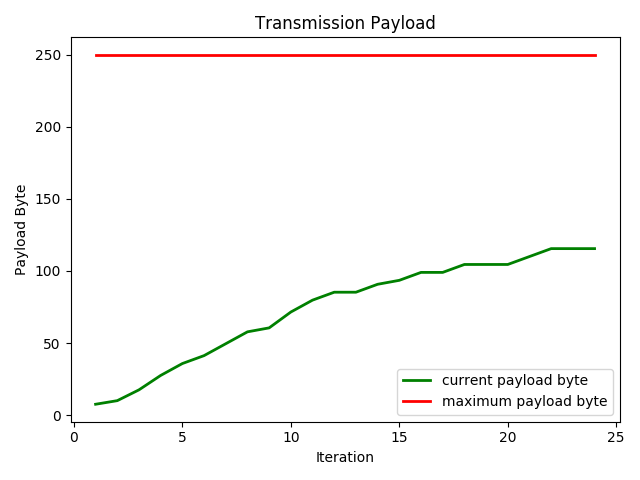 Transmission Payload
Payload Byte
250
200
150
100
50
0
0 5 10 15 20 25
Iteration
current payload byte
maximum payload byte